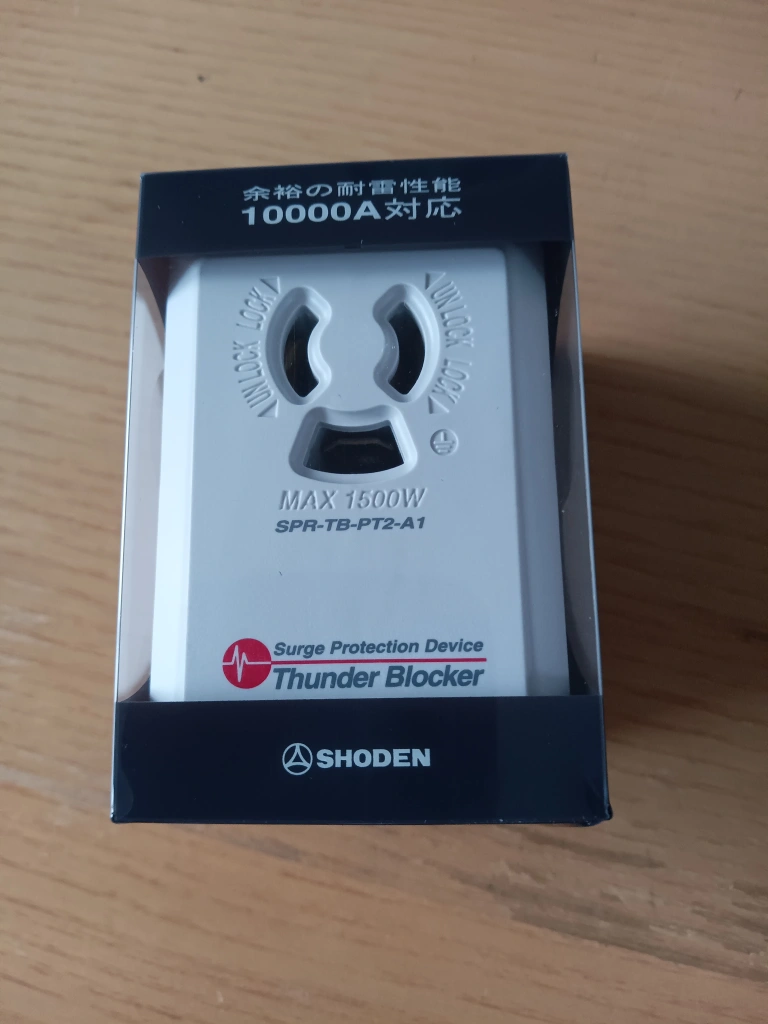 余裕の耐雷性能
10000A対応
UNLOCK LOCK
UNLOCK LOCK
MAX 1500W
SPR-TB-PT2-A1
Surge Protection Device
Thunder Blocker
SHODEN